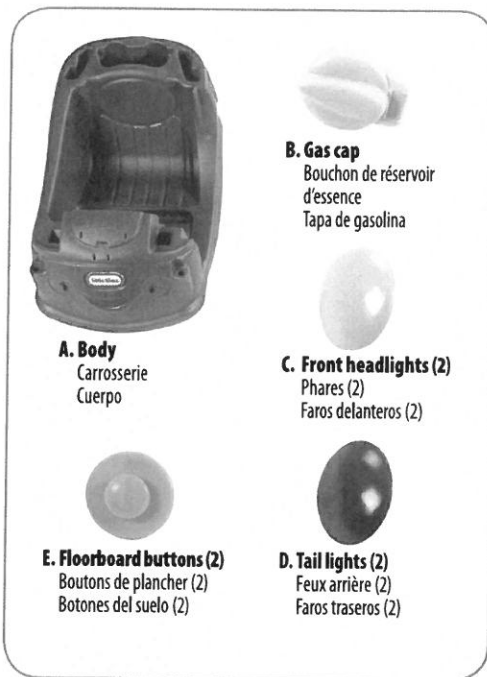 A. Body
Carrosserie
Cuerpo
B. Gas cap
Bouchon de réservoir
d'essence
Tapa de gasolina
C. Front headlights (2)
Phares (2)
Faros delanteros (2)
E. Floorboard buttons (2)
Boutons de plancher (2)
Botones del suelo (2)
D. Tail lights (2)
Feux arrière (2)
Faros traseros (2)